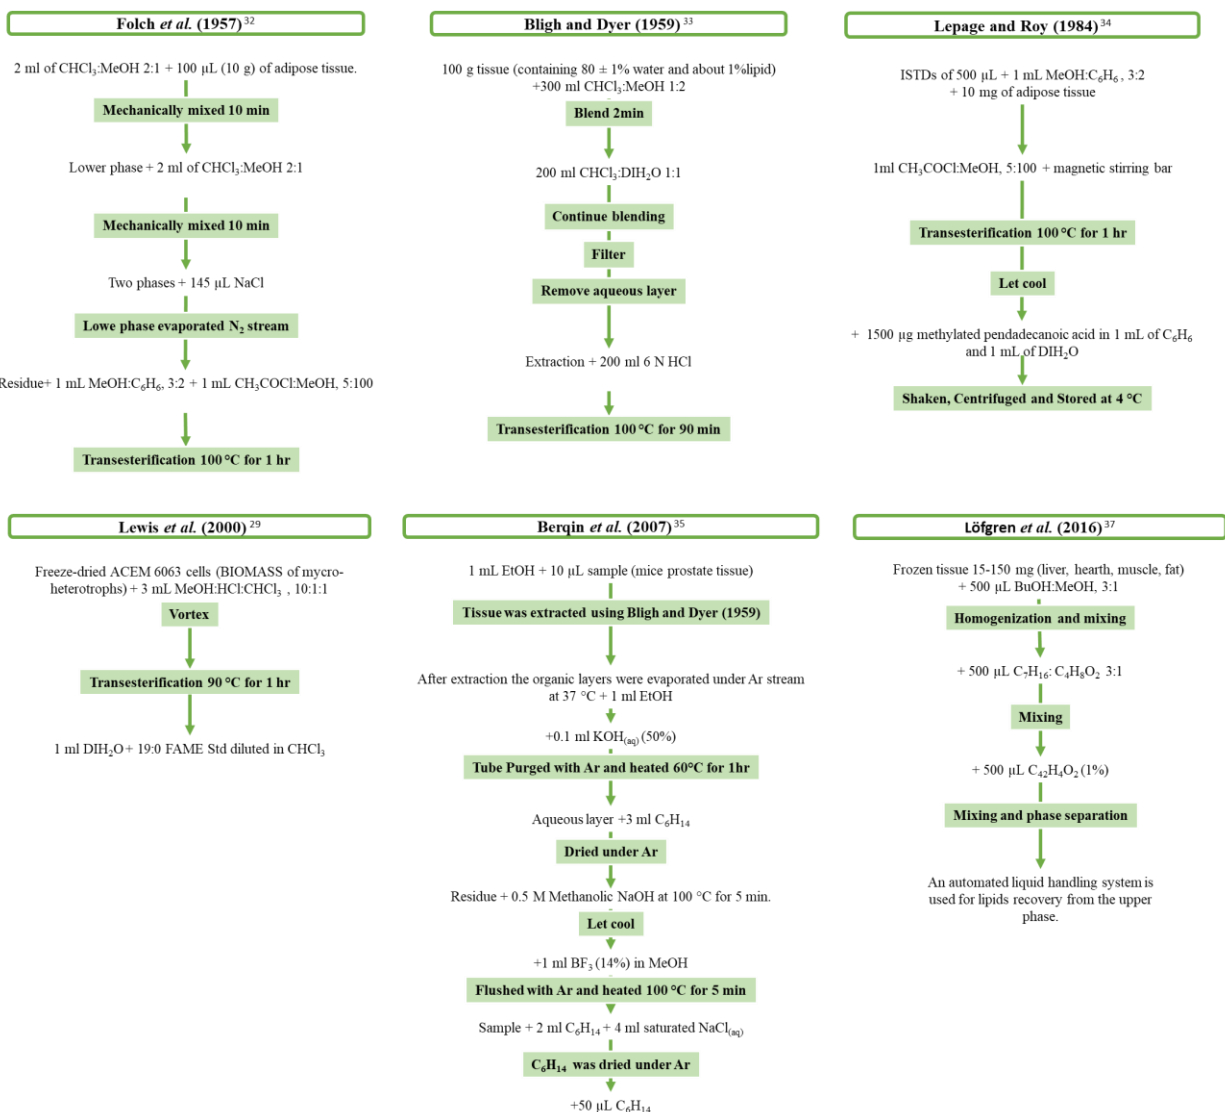 Folch et al. (1957)32
2 ml of CHCl3:MeOH 2:1 + 100 µL (10 g) of adipose tissue.
Mechanically mixed 10 min
Lower phase + 2 ml of CHCl3:MeOH 2:1
Mechanically mixed 10 min
Two phases + 145 µL NaCl
Lowe phase evaporated N2 stream
Residue+ 1 mL MeOH:C6H6, 3:2 + 1 mL CH3COCl:MeOH, 5:100
Transesterification 100 °C for 1 hr
Bligh and Dyer (1959)33
100 g tissue (containing 80 ± 1% water and about 1%lipid)
+300 ml CHCl3:MeOH 1:2
Blend 2min
200 ml CHCl3:DIH2O 1:1
Continue blending
Filter
Remove aqueous layer
Extraction + 200 ml 6 N HCl
Transesterification 100 °C for 90 min
Lepage and Roy (1984)34
ISTDs of 500 µL + 1 mL MeOH:C6H6, 3:2
+ 10 mg of adipose tissue
1ml CH3COCl:MeOH, 5:100 + magnetic stirring bar
Transesterification 100 °C for 1 hr
Let cool
+ 1500 µg methylated pendadecanoic acid in 1 mL of C6H6
and 1 mL of DIH2O
Shaken, Centrifuged and Stored at 4 °C
Lewis et al. (2000)29
Freeze-dried ACEM 6063 cells (BIOMASS of mycro-
heterotrophs) + 3 mL MeOH:HCl:CHCl3 , 10:1:1
Vortex
Transesterification 90 °C for 1 hr
1 ml DIH2O + 19:0 FAME Std diluted in CHCl3
Berqin et al. (2007)35
1 mL EtOH + 10 µL sample (mice prostate tissue)
Tissue was extracted using Bligh and Dyer (1959)
After extraction the organic layers were evaporated under Ar stream
at 37 °C + 1 ml EtOH
+0.1 ml KOH(aq) (50%)
Tube Purged with Ar and heated 60°C for 1hr
Aqueous layer +3 ml C6H14
Dried under Ar
Residue + 0.5 M Methanolic NaOH at 100 °C for 5 min.
Let cool
+1 ml BF3 (14%) in MeOH
Flushed with Ar and heated 100 °C for 5 min
Sample + 2 ml C6H14 + 4 ml saturated NaCl(aq)
C6H14 was dried under Ar
+50 µL C6H14
Löfgren et al. (2016)37
Frozen tissue 15-150 mg (liver, hearth, muscle, fat)
+ 500 µL BuOH:MeOH, 3:1
Homogenization and mixing
+ 500 µL C7H16: C4H8O2 3:1
Mixing
+ 500 µL C42H4O2 (1%)
Mixing and phase separation
An automated liquid handling system is
used for lipids recovery from the upper
phase.